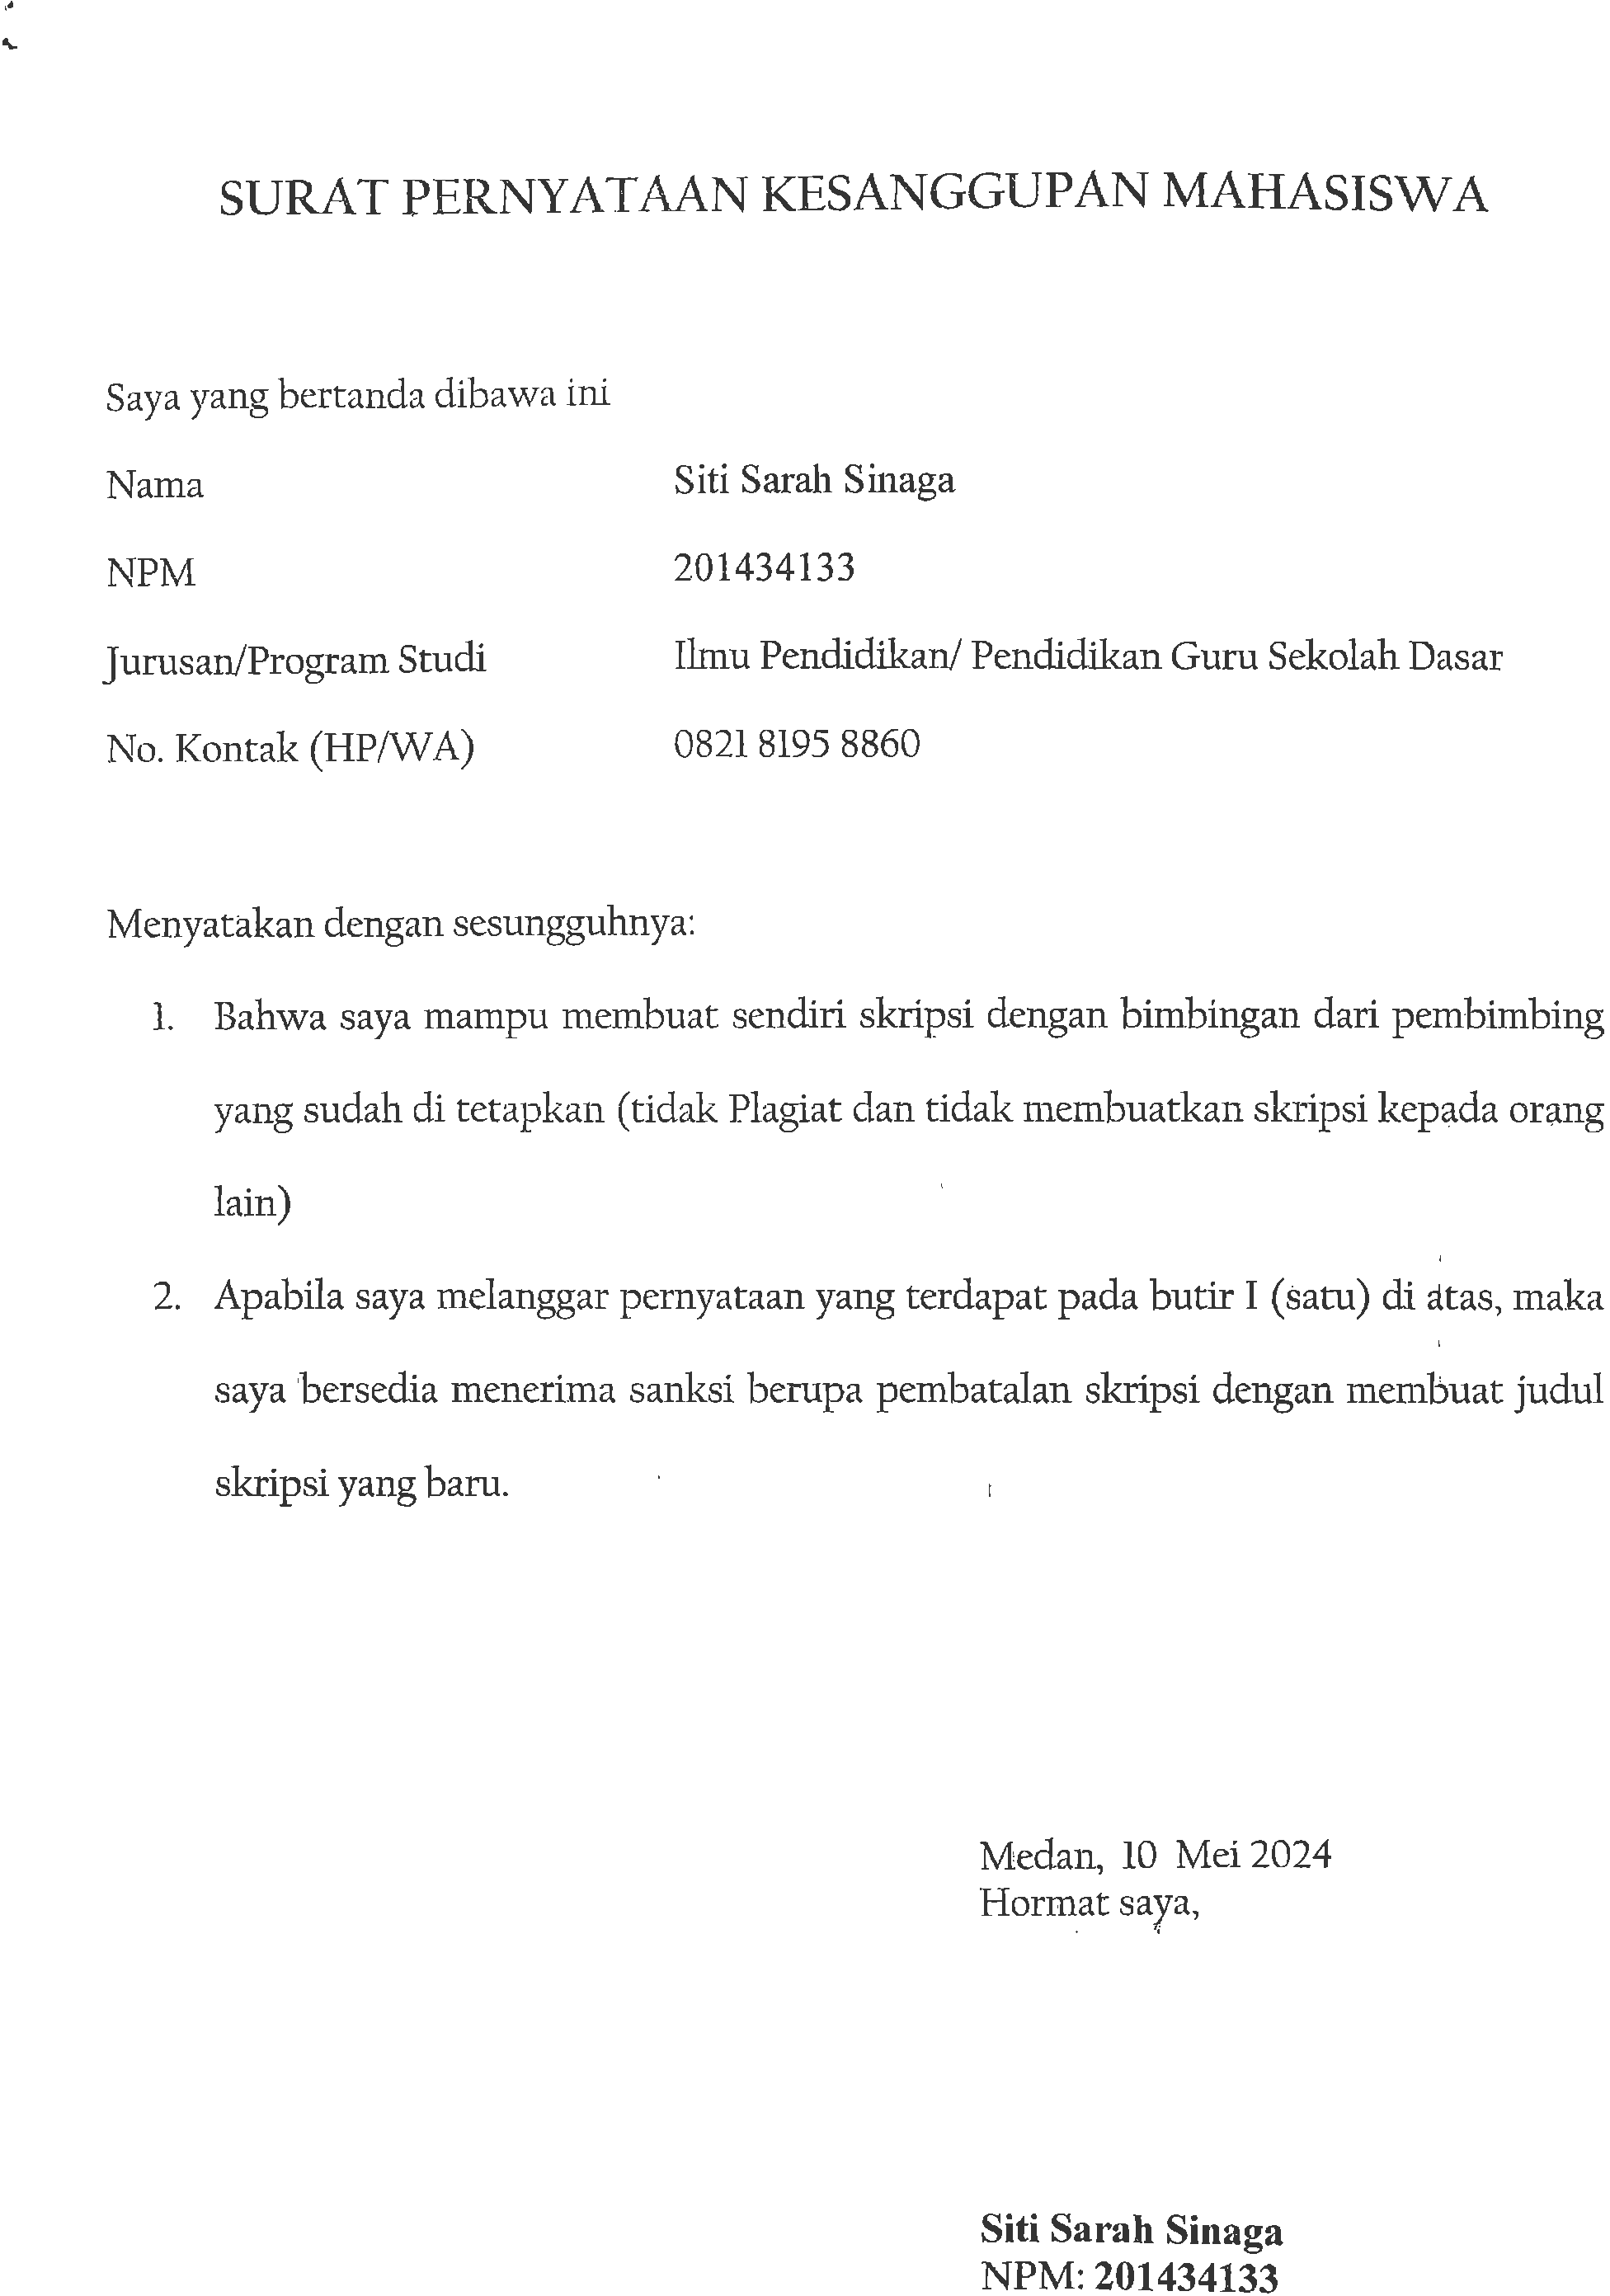 SURAT PERNYATAAN KESANGGUPAN MAHASISWA
Saya yang bertanda dibawa ini
Nama Siti Sarah Sinaga
NPM 201434133
Jurusan/Program Studi Ilmu Pendidikan/ Pendidikan Guru Sekolah Dasar
No. Kontak (HP/WA) 0821 8195 8860
Menyatakan dengan sesungguhnya:
1. Bahwa saya mampu membuat sendiri skripsi dengan bimbingan dari pembimbing
yang sudah di tetapkan (tidak Plagiat dan tidak membuatkan skripsi kepada orang
lain)
2. Apabila saya melanggar pernyataan yang terdapat pada butir I (satu) di atas, maka
saya bersedia menerima sanksi berupa pembatalan skripsi dengan membuat judul
skripsi yang baru.
Medan, 10 Mei 2024
Hormat saya,
Siti Sarah Sinaga
NPM: 201434133